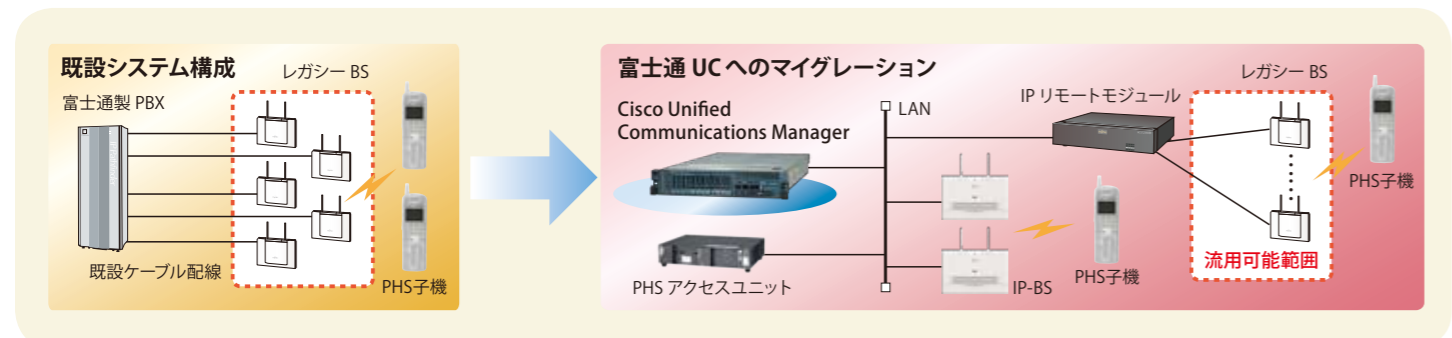 既設システム構成
レガシー BS
富士通製 PBX
既設ケーブル配線
PHS子機
富士通 UC へのマイグレーション
Cisco Unified
Communications Manager
LAN
IP リモートモジュール
レガシー BS
PHS子機
PHS アクセスユニット
IP-BS
PHS子機
流用可能範囲